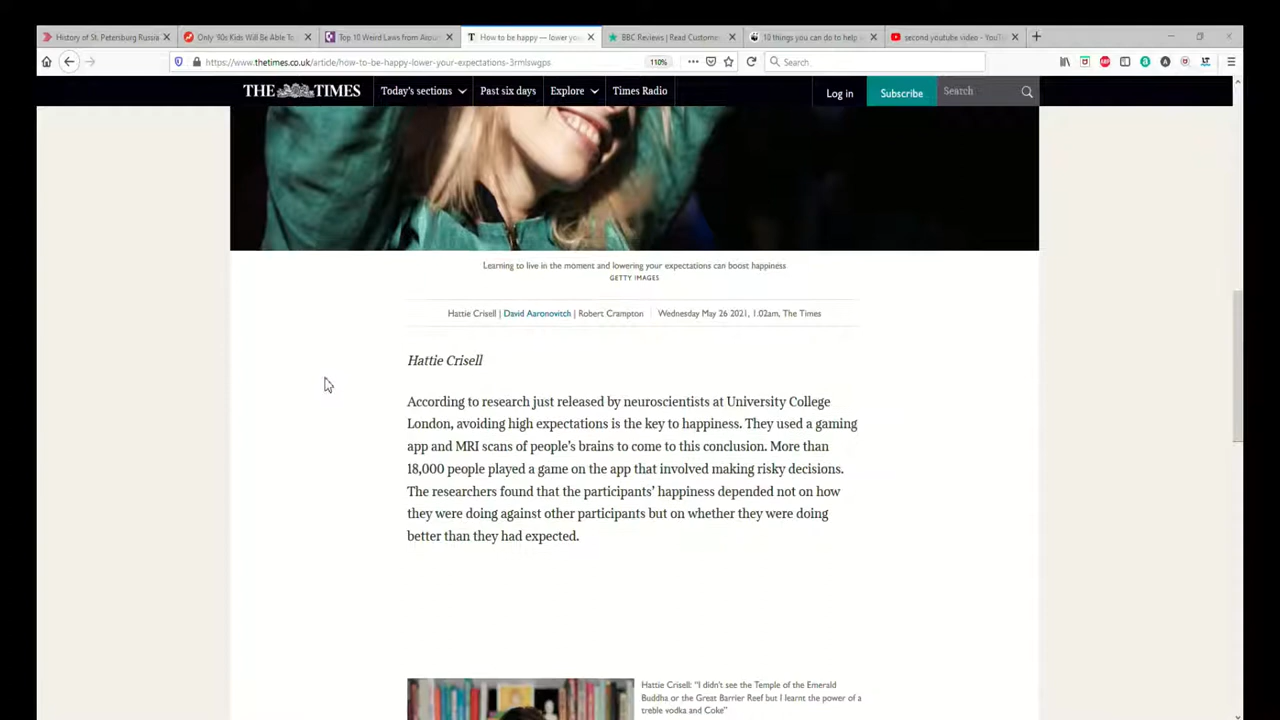 History of St. Petersburg Russia
Only '90s Kids Will Be Able To
Top 10 Weird Laws from Around
How to be happy — lower you
BBC Reviews | Read Custome
10 things you can do to help
second youtube video - YouT
https://www.thetimes.co.uk/article/how-to-be-happy-lower-your-expectations-3rmlswgps
110%
Search
THE TIMES
Today's sections
Past six days
Explore
Times Radio
Log in
Subscribe
Search
Learning to live in the moment and lowering your expectations can boost happiness
GETTY IMAGES
Hattie Crisell | David Aaronovitch | Robert Crampton
Wednesday May 26 2021, 1.02am, The Times
Hattie Crisell
According to research just released by neuroscientists at University College
London, avoiding high expectations is the key to happiness. They used a gaming
app and MRI scans of people's brains to come to this conclusion. More than
18,000 people played a game on the app that involved making risky decisions.
The researchers found that the participants' happiness depended not on how
they were doing against other participants but on whether they were doing
better than they had expected.
Hattie Crisell: "I didn't see the Temple of the Emerald
Buddha or the Great Barrier Reef but I learnt the power of a
treble vodka and Coke"